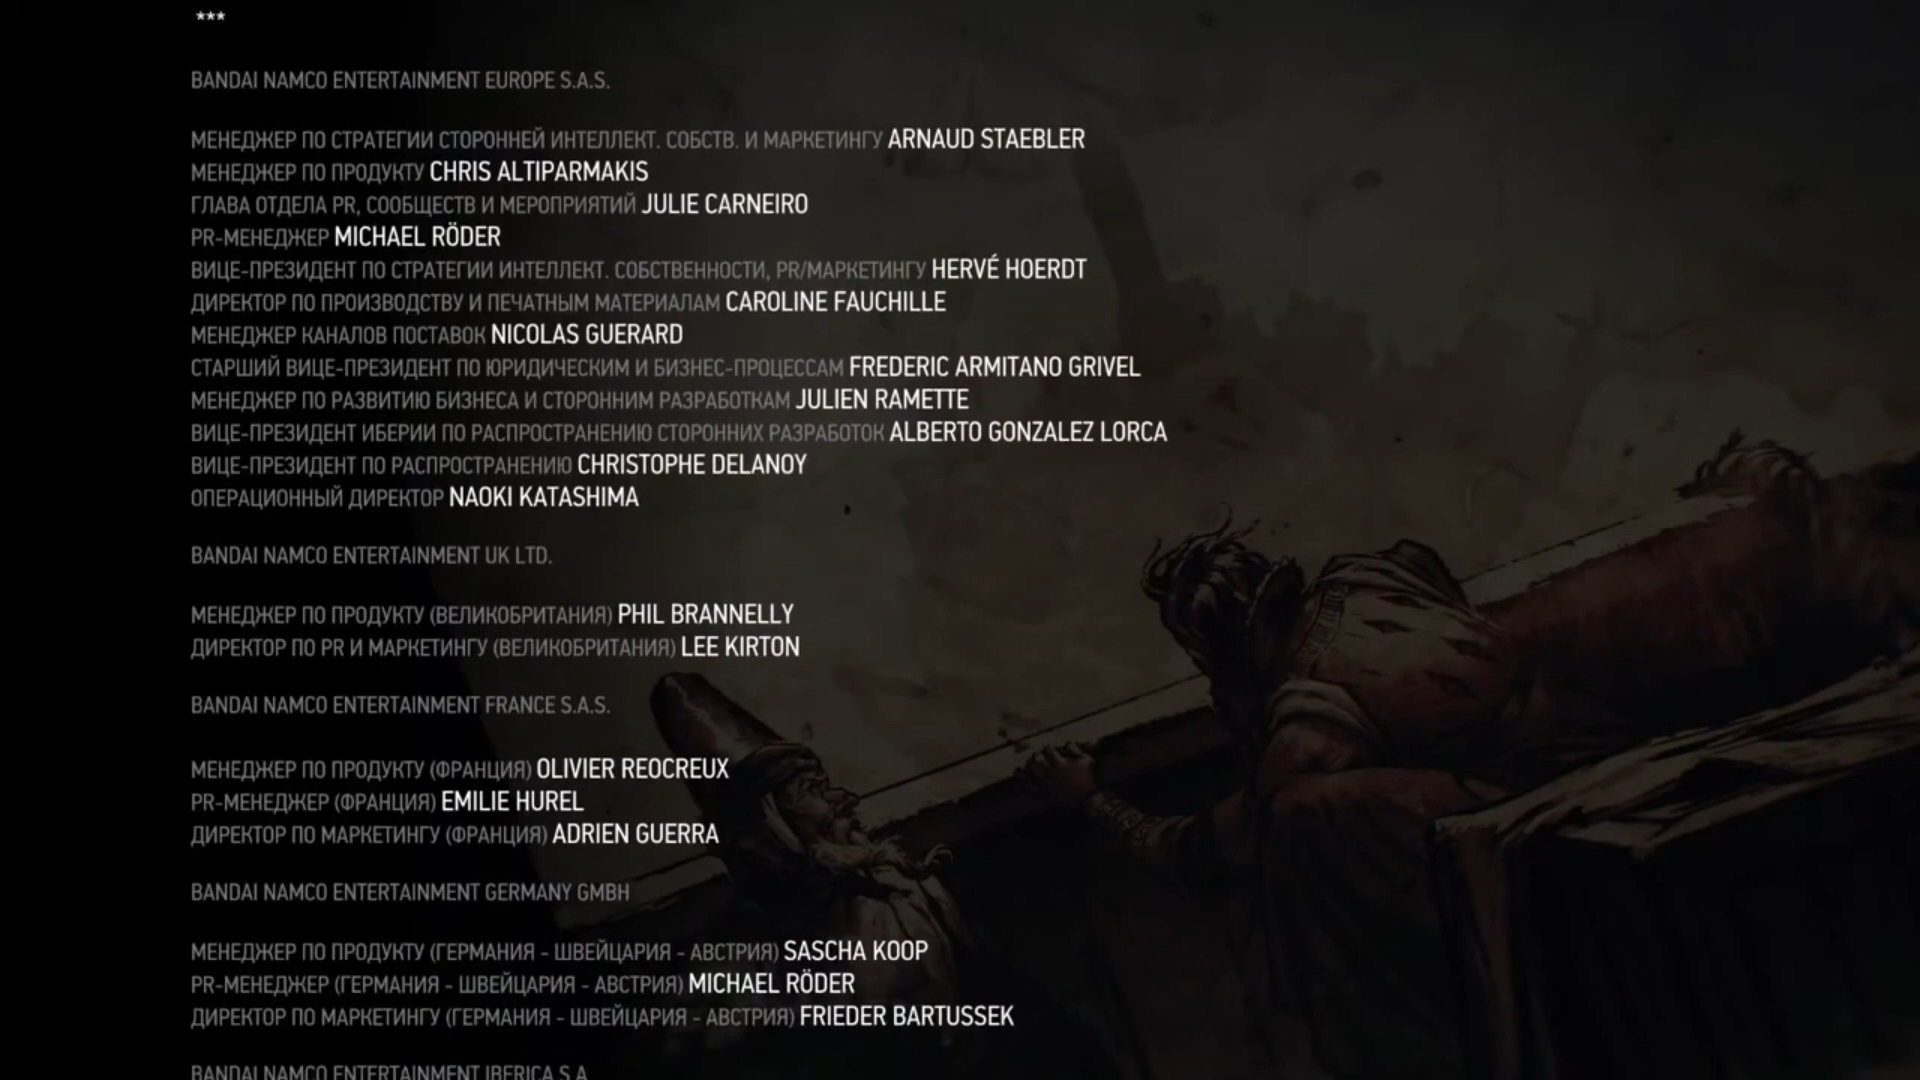 ***
BANDAI NAMCO ENTERTAINMENT EUROPE S.A.S.
МЕНЕДЖЕР ПО СТРАТЕГИИ СТОРОННЕЙ ИНТЕЛЛЕКТ. СОБСТВ. И МАРКЕТИНГУ ARNAUD STAEBLER
МЕНЕДЖЕР ПО ПРОДУКТУ CHRIS ALTIPARMAKIS
ГЛАВА ОТДЕЛА PR, СООБЩЕСТВ И МЕРОПРИЯТИЙ JULIE CARNEIRO
PR-МЕНЕДЖЕР MICHAEL RÖDER
ВИЦЕ-ПРЕЗИДЕНТ ПО СТРАТЕГИИ ИНТЕЛЛЕКТ. СОБСТВЕННОСТИ, PR/МАРКЕТИНГУ HERVÉ HOERDT
ДИРЕКТОР ПО ПРОИЗВОДСТВУ И ПЕЧАТНЫМ МАТЕРИАЛАМ CAROLINE FAUCHILLE
МЕНЕДЖЕР КАНАЛОВ ПОСТАВОК NICOLAS GUERARD
СТАРШИЙ ВИЦЕ-ПРЕЗИДЕНТ ПО ЮРИДИЧЕСКИМ И БИЗНЕС-ПРОЦЕССАМ FREDERIC ARMITANO GRIVEL
МЕНЕДЖЕР ПО РАЗВИТИЮ БИЗНЕСА И СТОРОННИМ РАЗРАБОТКАМ JULIEN RAMETTE
ВИЦЕ-ПРЕЗИДЕНТ ИБЕРИИ ПО РАСПРОСТРАНЕНИЮ СТОРОННИХ РАЗРАБОТОК ALBERTO GONZALEZ LORCA
ВИЦЕ-ПРЕЗИДЕНТ ПО РАСПРОСТРАНЕНИЮ CHRISTOPHE DELANOY
ОПЕРАЦИОННЫЙ ДИРЕКТОР NAOKI KATASHIMA
BANDAI NAMCO ENTERTAINMENT UK LTD.
МЕНЕДЖЕР ПО ПРОДУКТУ (ВЕЛИКОБРИТАНИЯ) PHIL BRANNELLY
ДИРЕКТОР ПО PR И МАРКЕТИНГУ (ВЕЛИКОБРИТАНИЯ) LEE KIRTON
BANDAI NAMCO ENTERTAINMENT FRANCE S.A.S.
МЕНЕДЖЕР ПО ПРОДУКТУ (ФРАНЦИЯ) OLIVIER REOCREUX
PR-МЕНЕДЖЕР (ФРАНЦИЯ) EMILIE HUREL
ДИРЕКТОР ПО МАРКЕТИНГУ (ФРАНЦИЯ) ADRIEN GUERRA
BANDAI NAMCO ENTERTAINMENT GERMANY GMBH
МЕНЕДЖЕР ПО ПРОДУКТУ (ГЕРМАНИЯ - ШВЕЙЦАРИЯ - АВСТРИЯ) SASCHA KOOP
PR-МЕНЕДЖЕР (ГЕРМАНИЯ - ШВЕЙЦАРИЯ - АВСТРИЯ) MICHAEL RÖDER
ДИРЕКТОР ПО МАРКЕТИНГУ (ГЕРМАНИЯ - ШВЕЙЦАРИЯ - АВСТРИЯ) FRIEDER BARTUSSEK
BANDAI NAMCO ENTERTAINMENT IBERICA S.A.